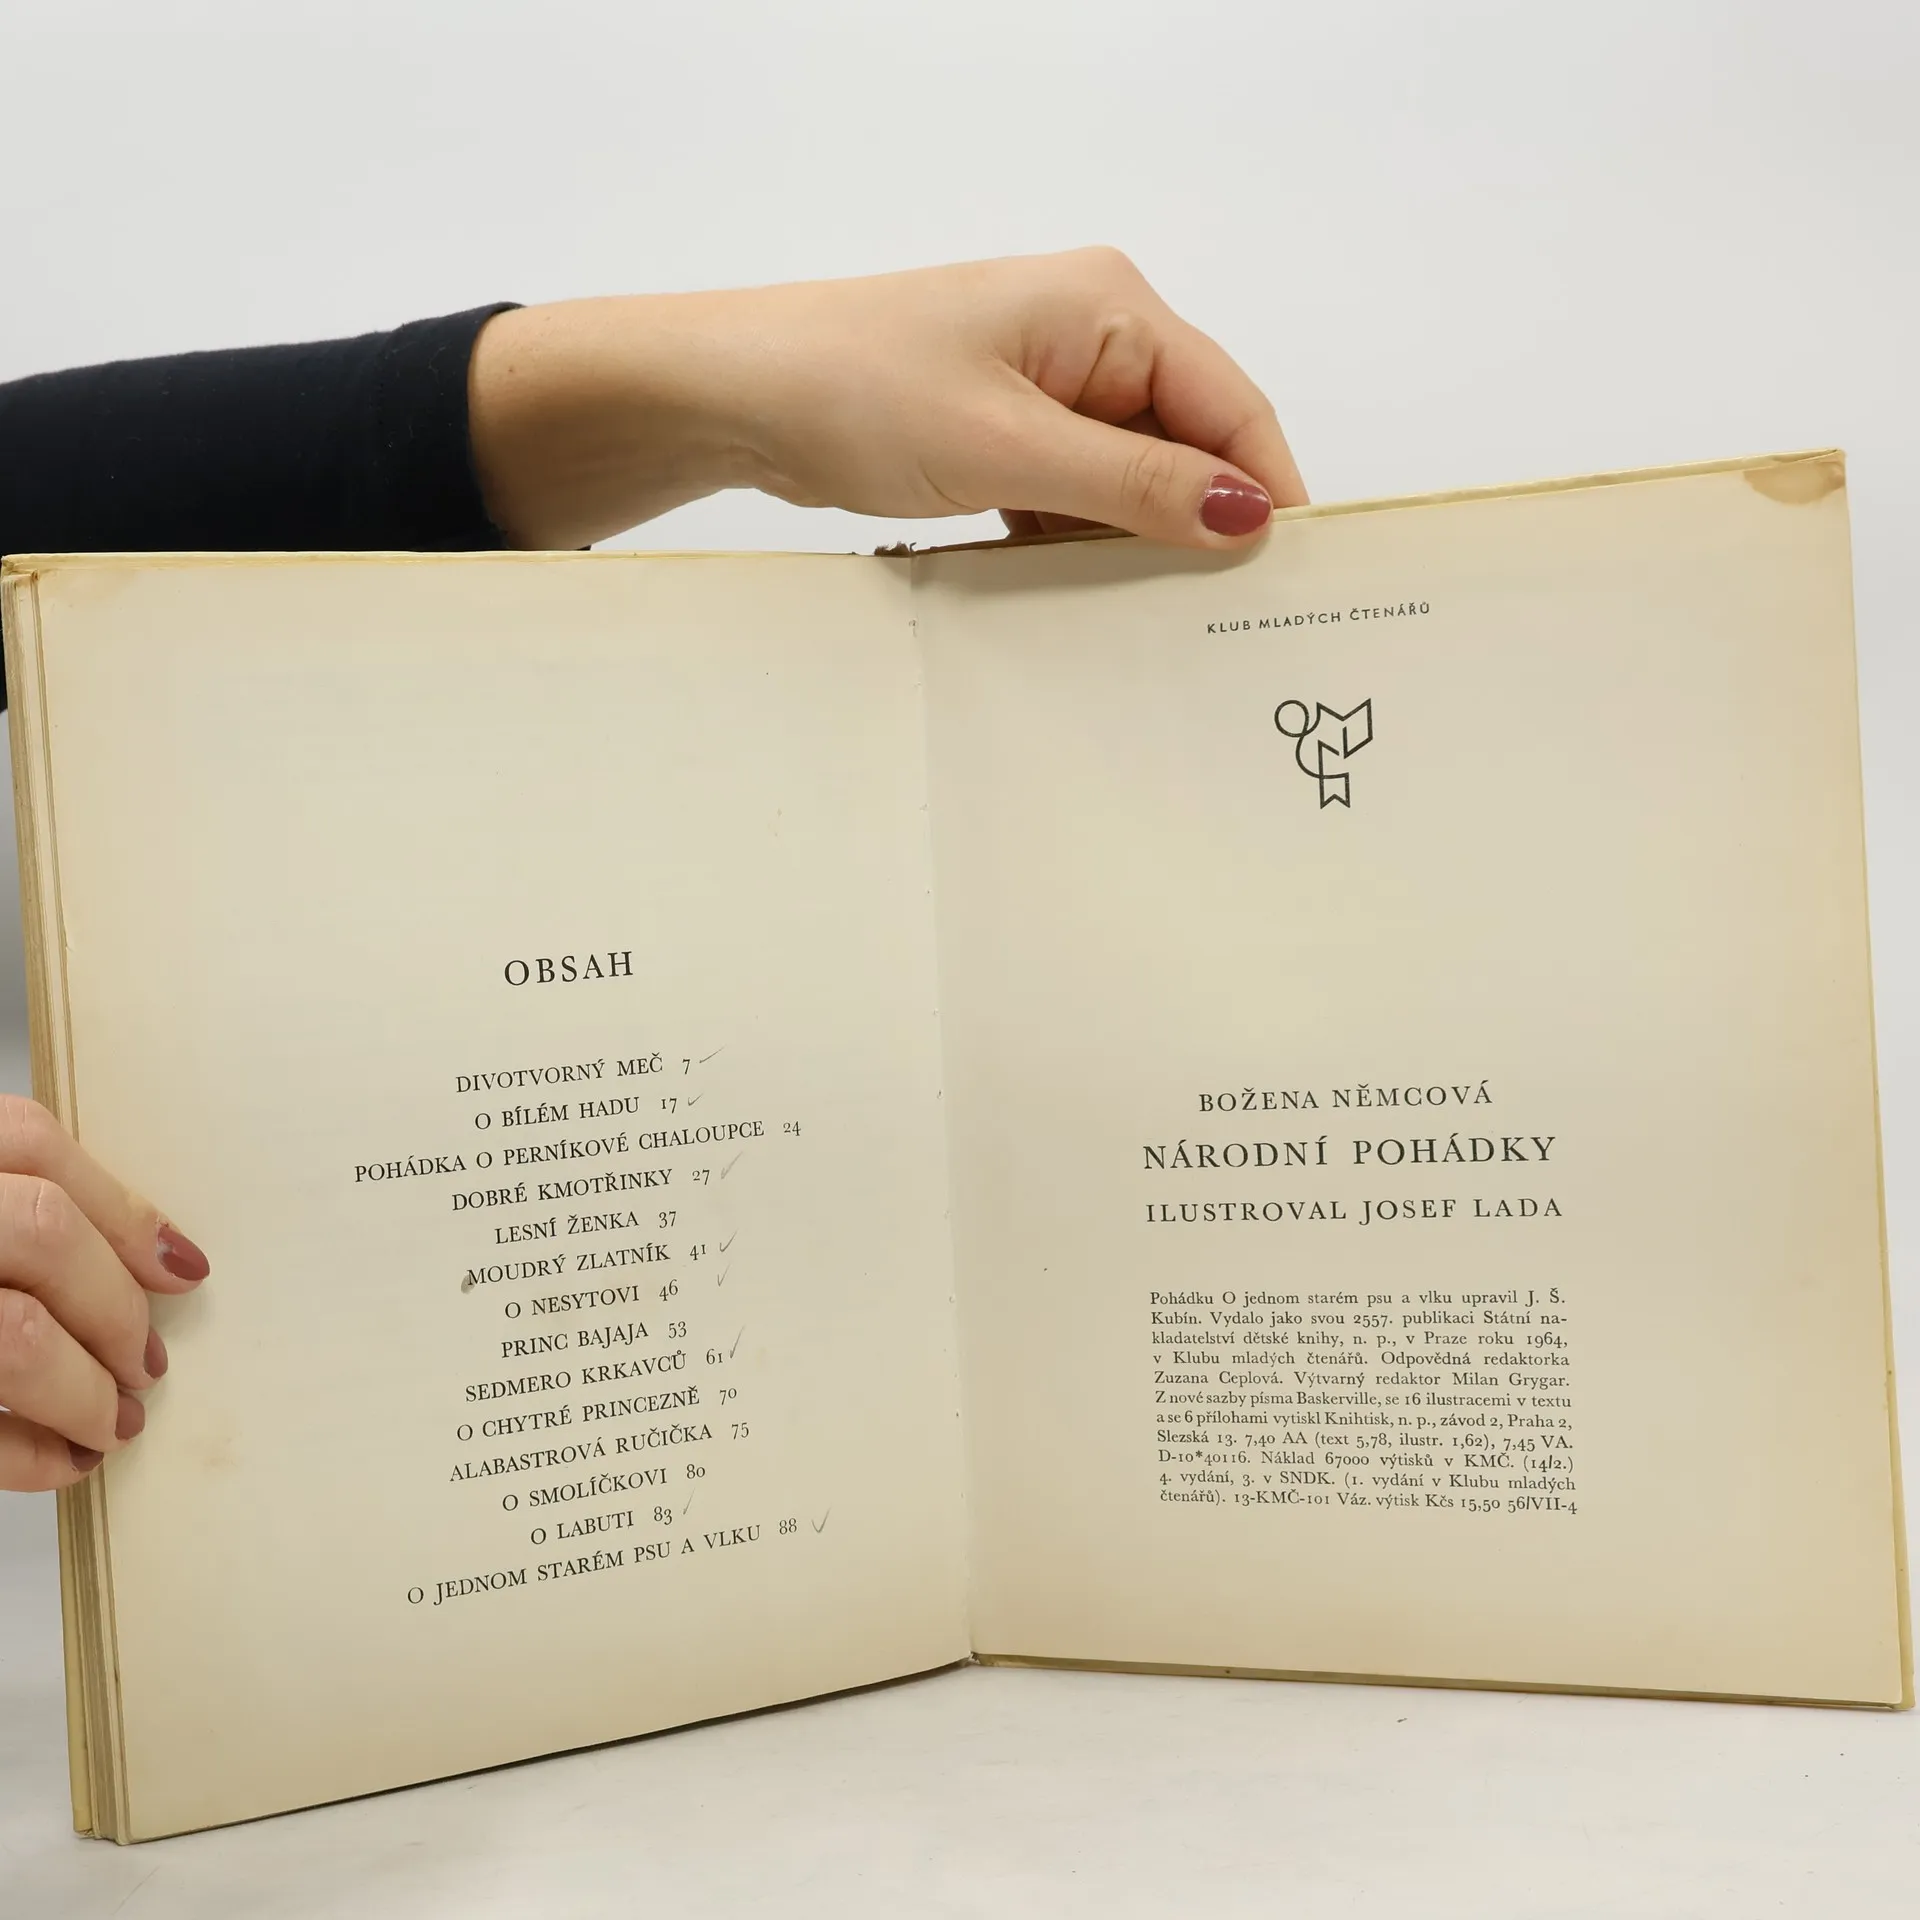 OBSAH
DIVOTVORNÝ MEČ 7
O BÍLÉM HADU 17
POHÁDKA O PERNÍKOVÉ CHALOUPCE 24
DOBRÉ KMOTŘINKY 27
LESNÍ ŽENKA 37
MOUDRÝ ZLATNÍK 41
O NESYTOVI 46
PRINC BAJAJA 53
SEDMERO KRKAVCŮ 61
O CHYTRÉ PRINCEZNĚ 70
ALABASTROVÁ RUČIČKA 75
O SMOLÍČKOVI 80
O LABUTI 83
O JEDNOM STARÉM PSU A VLKU 88
KLUB MLADÝCH ČTENÁŘŮ
BOŽENA NĚMCOVÁ
NÁRODNÍ POHÁDKY
ILUSTROVAL JOSEF LADA
Pohádku O jednom starém psu a vlku upravil J. Š.
Kubín. Vydalo jako svou 2557. publikaci Státní na-
kladatelství dětské knihy, n. p., v Praze roku 1964,
v Klubu mladých čtenářů. Odpovědná redaktorka
Zuzana Ceplová. Výtvarný redaktor Milan Grygar.
Z nové sazby písma Baskerville, se 16 ilustracemi v textu
a se 6 přílohami vytiskl Knihtisk, n. p., závod 2, Praha 2,
Slezská 13. 7,40 AA (text 5,78, ilustr. 1,62), 7,45 VA.
D-10*40116. Náklad 67000 výtisků v KMČ. (14/2.)
4. vydání, 3. v SNDK. (1. vydání v Klubu mladých
čtenářů). 13-KMČ-101 Váz. výtisk Kčs 15,50 56/VII-4